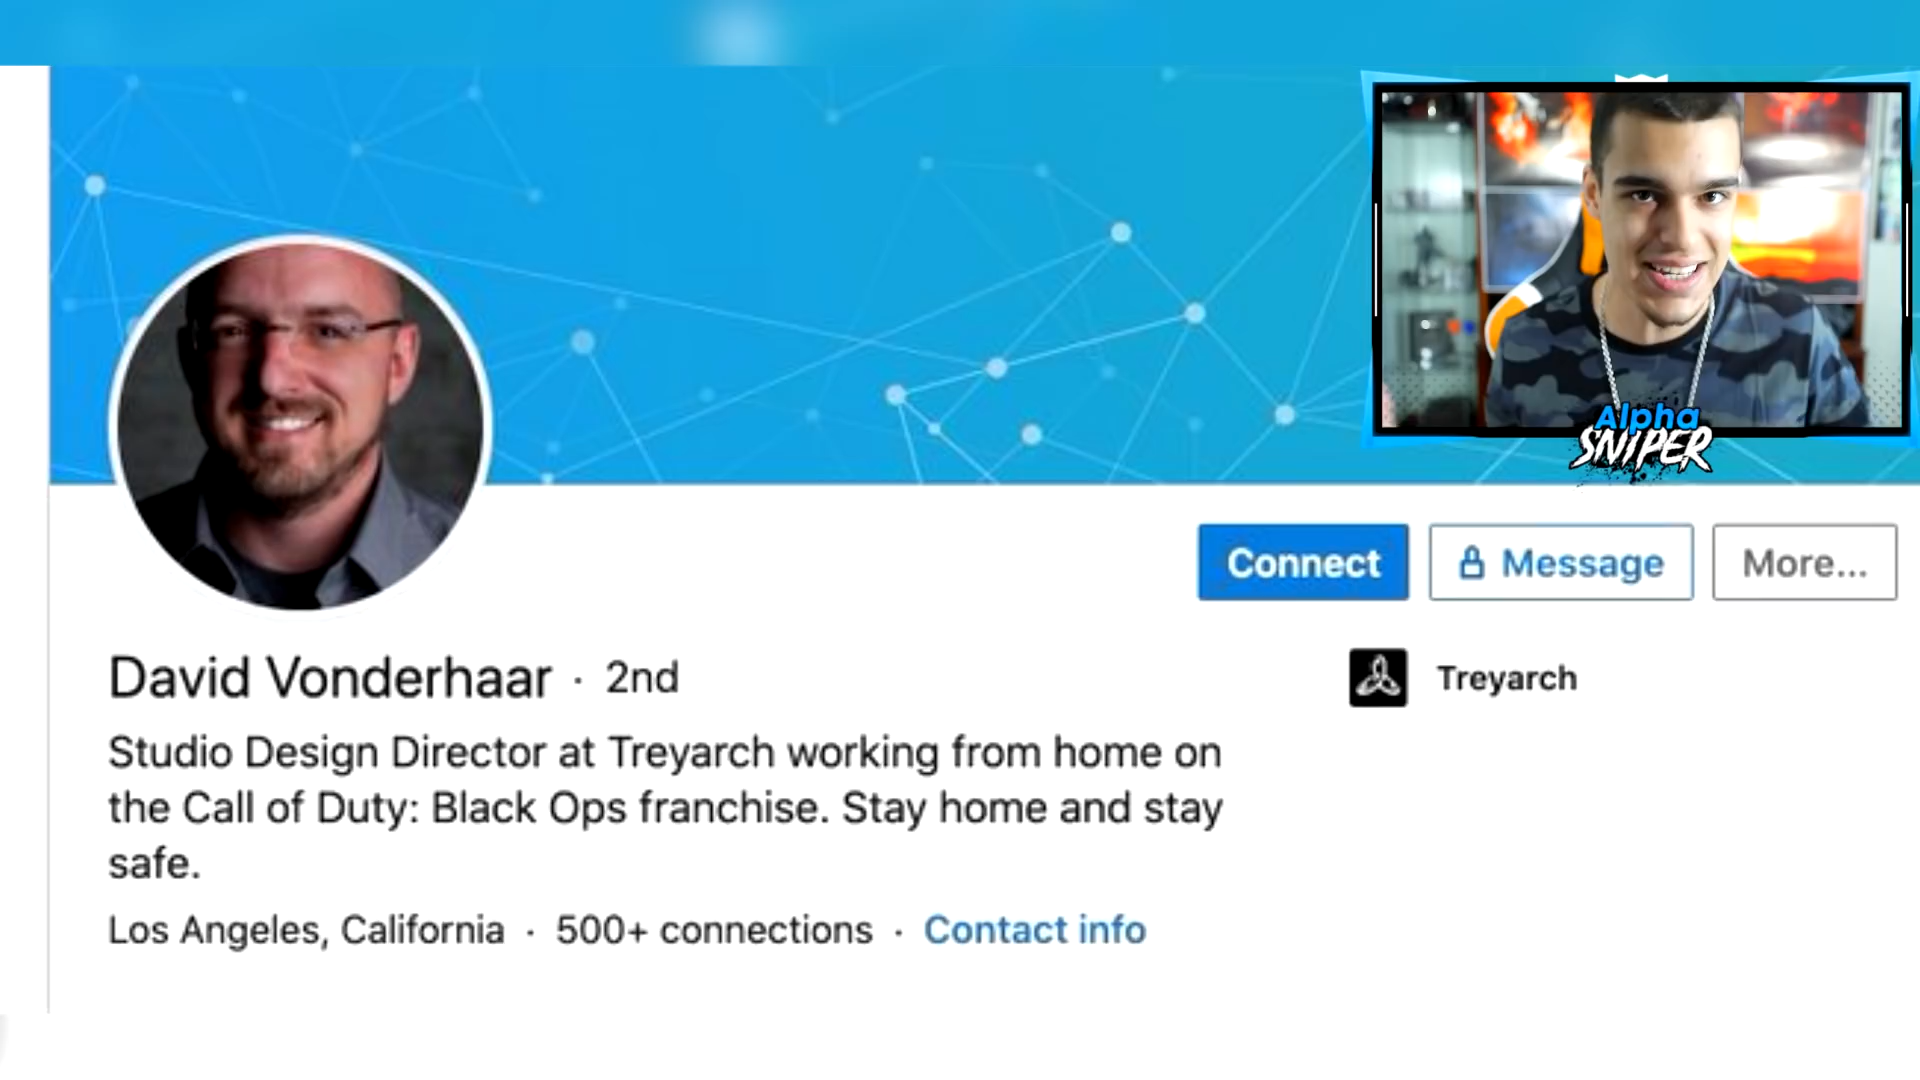 Alpha
SNIPER
Connect
Message
More...
David Vonderhaar · 2nd
Treyarch
Studio Design Director at Treyarch working from home on
the Call of Duty: Black Ops franchise. Stay home and stay
safe.
Los Angeles, California · 500+ connections · Contact info